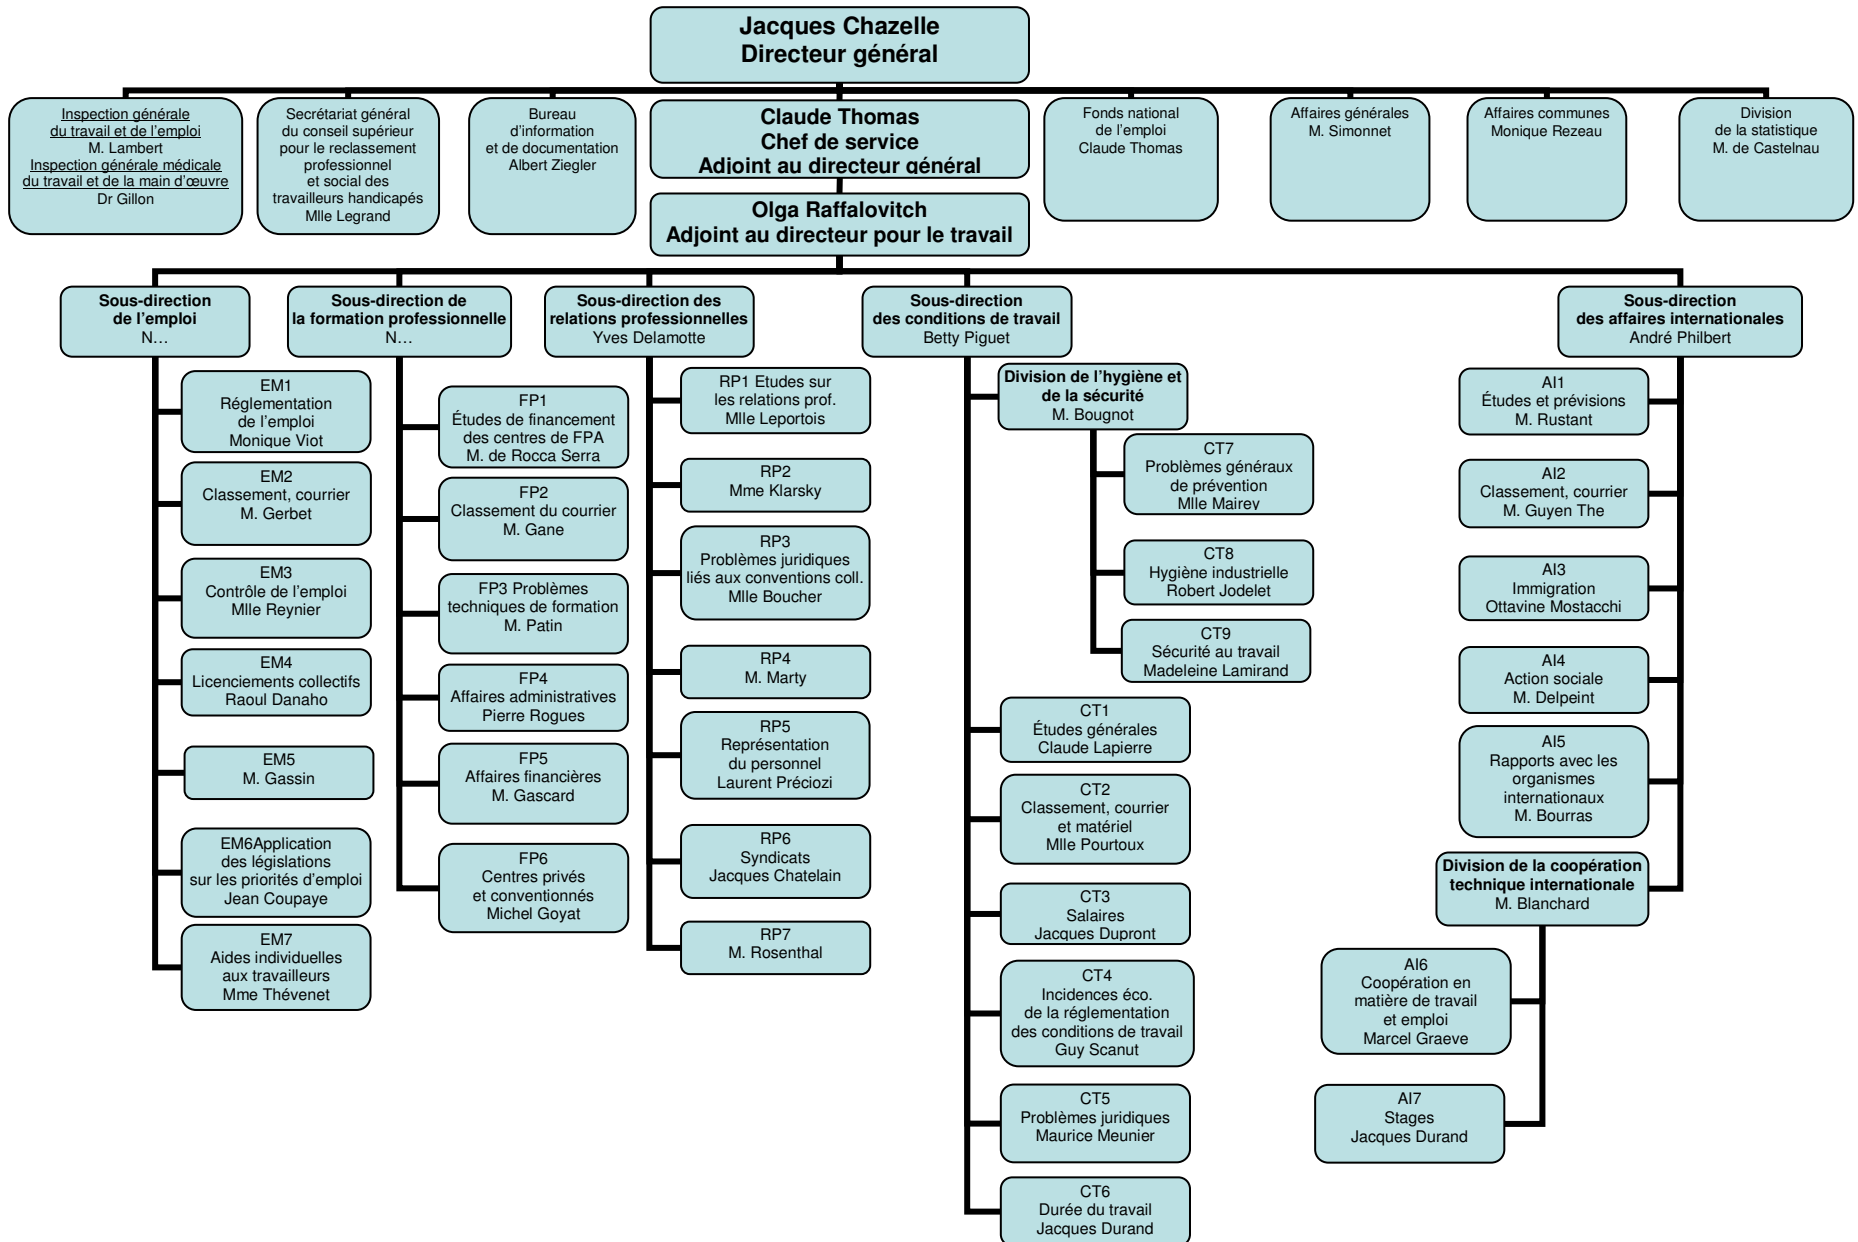 Jacques Chazelle
Directeur général
Inspection générale
du travail et de l'emploi
M. Lambert
Inspection générale médicale
du travail et de la main d'œuvre
Dr Gillon
Secrétariat général
du conseil supérieur
pour le reclassement
professionnel
et social des
travailleurs handicapés
Mlle Legrand
Bureau
d'information
et de documentation
Albert Ziegler
Claude Thomas
Chef de service
Adjoint au directeur général
Fonds national
de l'emploi
Claude Thomas
Affaires générales
M. Simonnet
Affaires communes
Monique Rezeau
Division
de la statistique
M. de Castelnau
Olga Raffalovitch
Adjoint au directeur pour le travail
Sous-direction
de l'emploi
N…
Sous-direction de
la formation professionnelle
N…
Sous-direction des
relations professionnelles
Yves Delamotte
Sous-direction
des conditions de travail
Betty Piguet
Sous-direction
des affaires internationales
André Philbert
EM1
Réglementation
de l'emploi
Monique Viot
EM2
Classement, courrier
M. Gerbet
EM3
Contrôle de l'emploi
Mlle Reynier
EM4
Licenciements collectifs
Raoul Danaho
EM5
M. Gassin
EM6Application
des législations
sur les priorités d'emploi
Jean Coupaye
EM7
Aides individuelles
aux travailleurs
Mme Thévenet
FP1
Études de financement
des centres de FPA
M. de Rocca Serra
FP2
Classement du courrier
M. Gane
FP3 Problèmes
techniques de formation
M. Patin
FP4
Affaires administratives
Pierre Rogues
FP5
Affaires financières
M. Gascard
FP6
Centres privés
et conventionnés
Michel Goyat
RP1 Etudes sur
les relations prof.
Mlle Leportois
RP2
Mme Klarsky
RP3
Problèmes juridiques
liés aux conventions coll.
Mlle Boucher
RP4
M. Marty
RP5
Représentation
du personnel
Laurent Préciozi
RP6
Syndicats
Jacques Chatelain
RP7
M. Rosenthal
Division de l'hygiène et
de la sécurité
M. Bougnot
CT7
Problèmes généraux
de prévention
Mlle Mairey
CT8
Hygiène industrielle
Robert Jodelet
CT9
Sécurité au travail
Madeleine Lamirand
CT1
Études générales
Claude Lapierre
CT2
Classement, courrier
et matériel
Mlle Pourtoux
CT3
Salaires
Jacques Dupront
CT4
Incidences éco.
de la réglementation
des conditions de travail
Guy Scanut
CT5
Problèmes juridiques
Maurice Meunier
CT6
Durée du travail
Jacques Durand
AI1
Études et prévisions
M. Rustant
AI2
Classement, courrier
M. Guyen The
AI3
Immigration
Ottavine Mostacchi
AI4
Action sociale
M. Delpeint
AI5
Rapports avec les
organismes
internationaux
M. Bourras
Division de la coopération
technique internationale
M. Blanchard
AI6
Coopération en
matière de travail
et emploi
Marcel Graeve
AI7
Stages
Jacques Durand